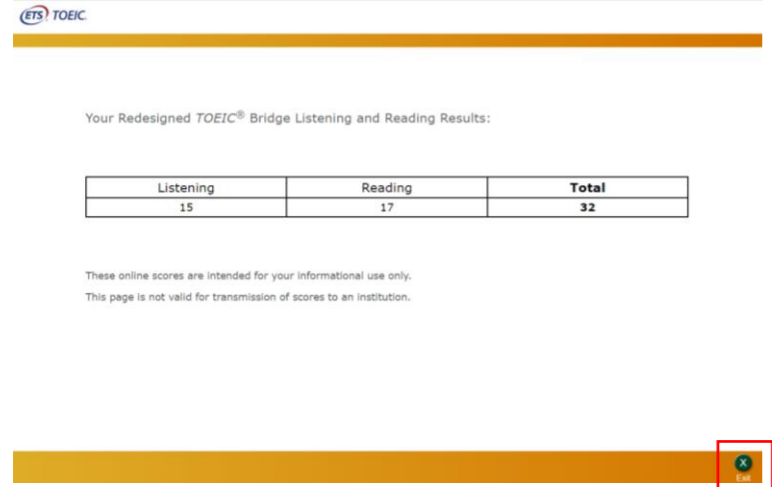 ETS TOEIC
Your Redesigned TOEIC® Bridge Listening and Reading Results:
Listening Reading Total
15 17 32
These online scores are intended for your informational use only.
This page is not valid for transmission of scores to an institution.
X
Exit